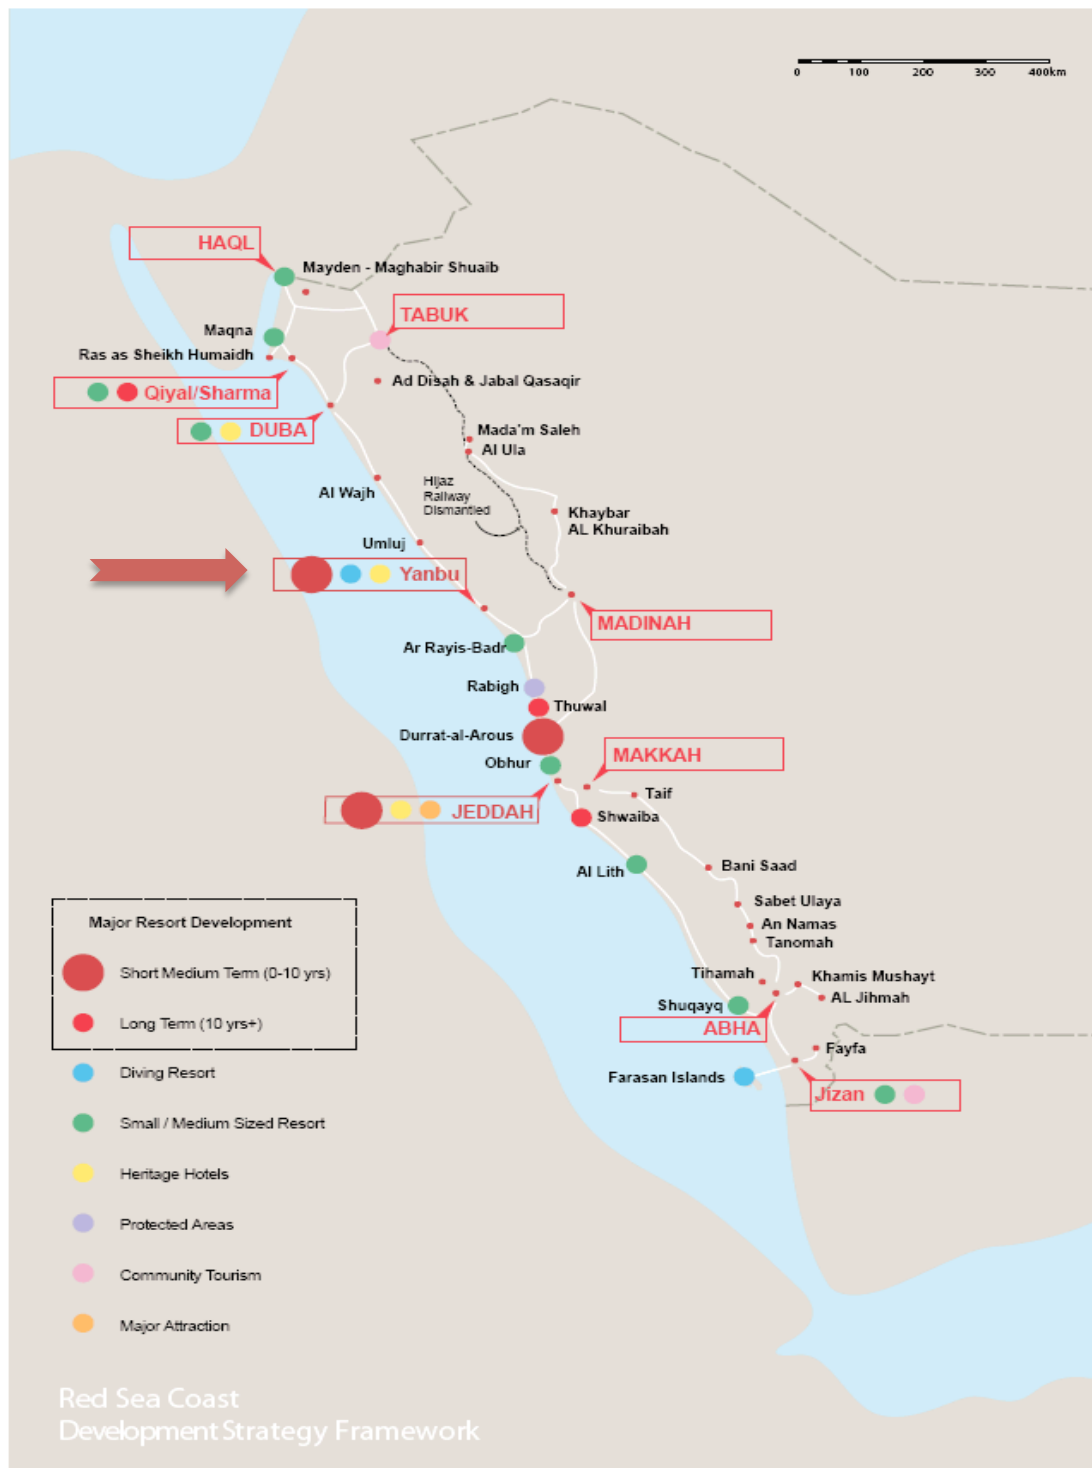 0 100 200 300 400km
HAQL
Mayden - Maghabir Shuaib
TABUK
Maqna
Ras as Sheikh Humaidh
Ad Disah & Jabal Qasaqir
Qiyal/Sharma
DUBA
Mada'm Saleh
Al Ula
Al Wajh
Hijaz
Railway
Dismantled
Khaybar
AL Khuraibah
Umluj
Yanbu
MADINAH
Ar Rayis-Badr
Rabigh
Thuwal
Durrat-al-Arous
Obhur
MAKKAH
Taif
JEDDAH
Shwaiba
Al Lith
Bani Saad
Sabet Ulaya
An Namas
Tanomah
Tihamah
Khamis Mushayt
AL Jihmah
Shuqayq
ABHA
Fayfa
Farasan Islands
Jizan
Major Resort Development
Short Medium Term (0-10 yrs)
Long Term (10 yrs+)
Diving Resort
Small / Medium Sized Resort
Heritage Hotels
Protected Areas
Community Tourism
Major Attraction
Red Sea Coast
Development Strategy Framework